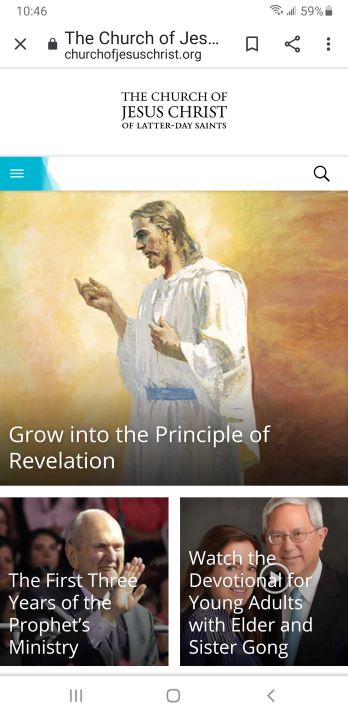 10:46
59%
The Church of Jes...
churchofjesuschrist.org
THE CHURCH OF
JESUS CHRIST
OF LATTER-DAY SAINTS
Grow into the Principle of
Revelation
The First Three
Years of the
Prophet's
Ministry
Watch the
Devotional for
Young Adults
with Elder and
Sister Gong